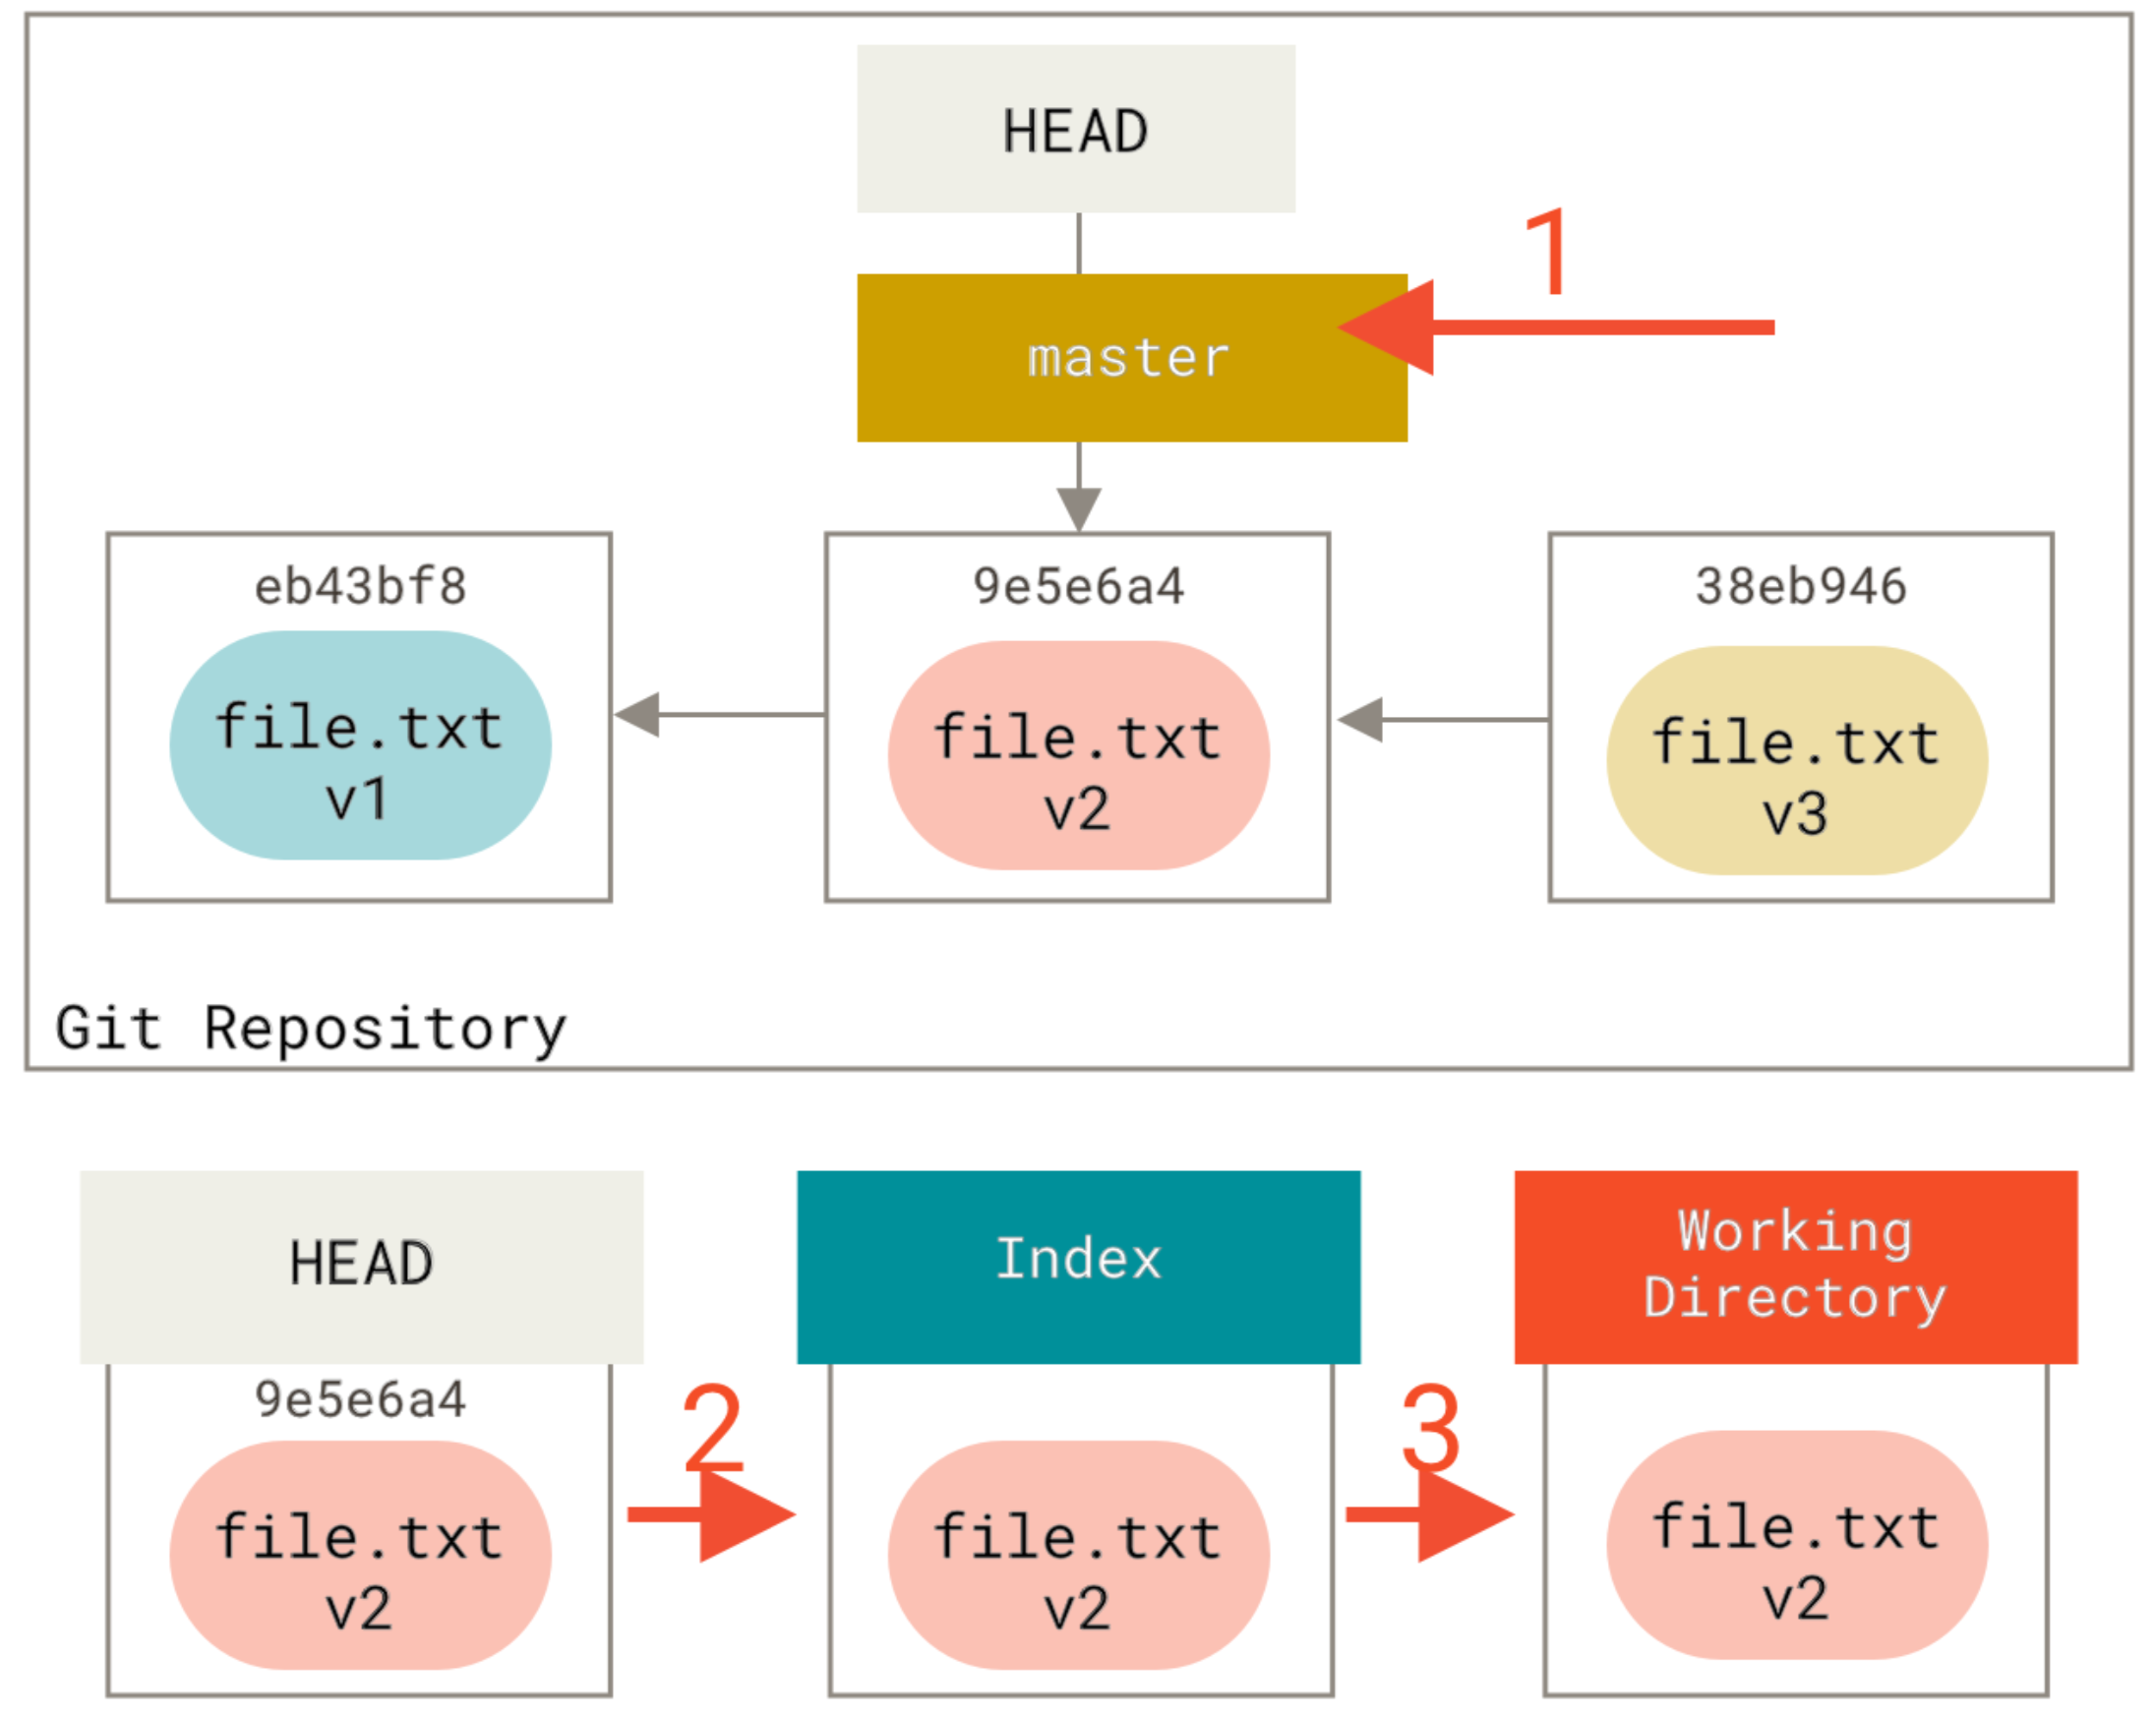 HEAD
1
master
eb43bf8
9e5e6a4
38eb946
file.txt
v1
file.txt
v2
file.txt
v3
Git Repository
HEAD
Index
Working
Directory
9e5e6a4
2
3
file.txt
v2
file.txt
v2
file.txt
v2